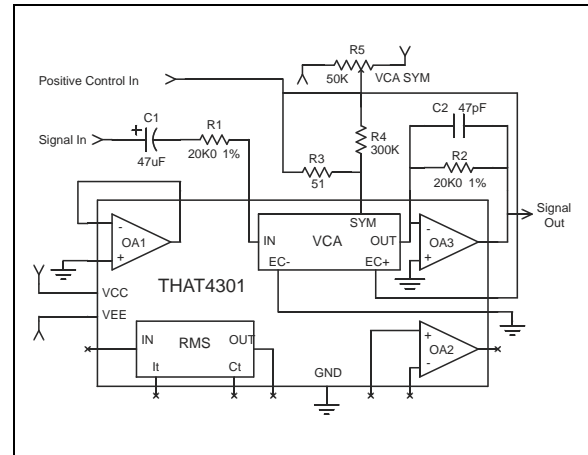 R5
50K
VCA SYM
Positive Control In
C2 47pF
C1
R1
R4
300K
Signal In
47uF
20K0 1%
R3
51
R2
20K0 1%
+
Signal
Out
SYM
-
+
OA1
IN
VCA
OUT
EC-
EC+
-
+
OA3
THAT4301
VCC
VEE
IN
RMS
OUT
It
Ct
GND
+
-
OA2